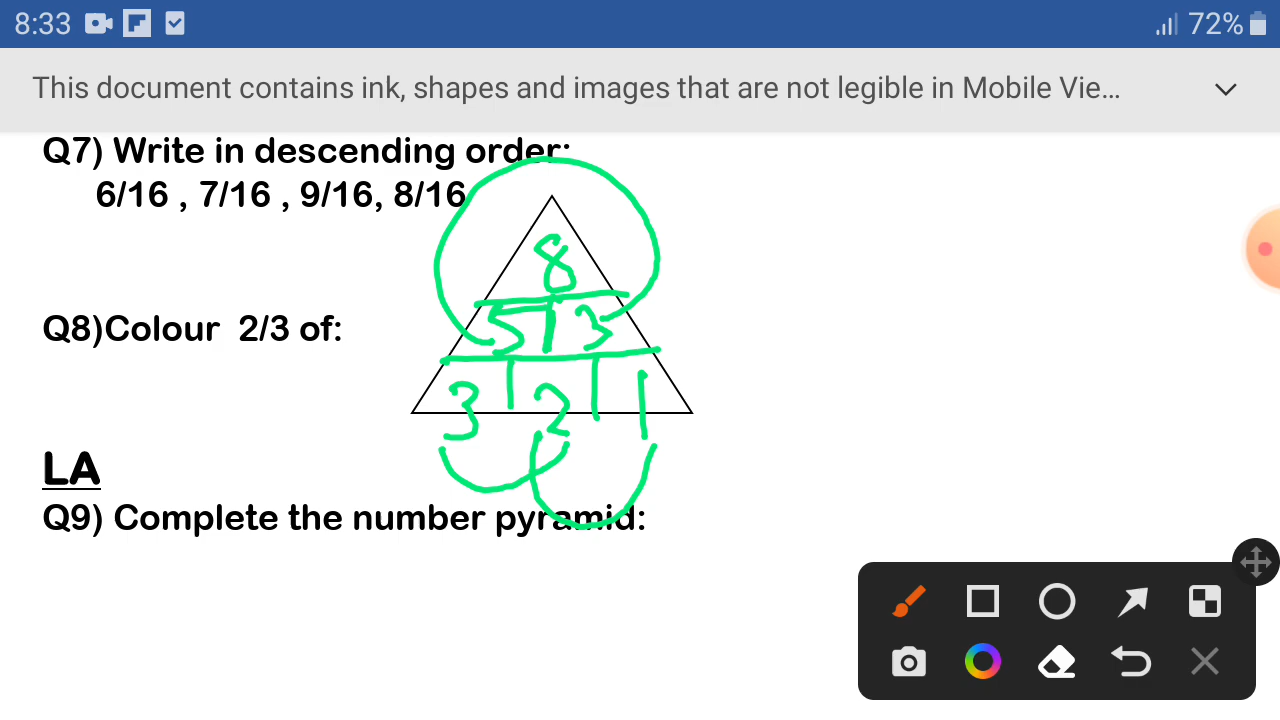 8:33 72%
This document contains ink, shapes and images that are not legible in Mobile Vie...
Q7) Write in descending order:
6/16 , 7/16 , 9/16, 8/16
8
Q8)Colour 2/3 of:
5 3
3 2 1
LA
Q9) Complete the number pyramid: